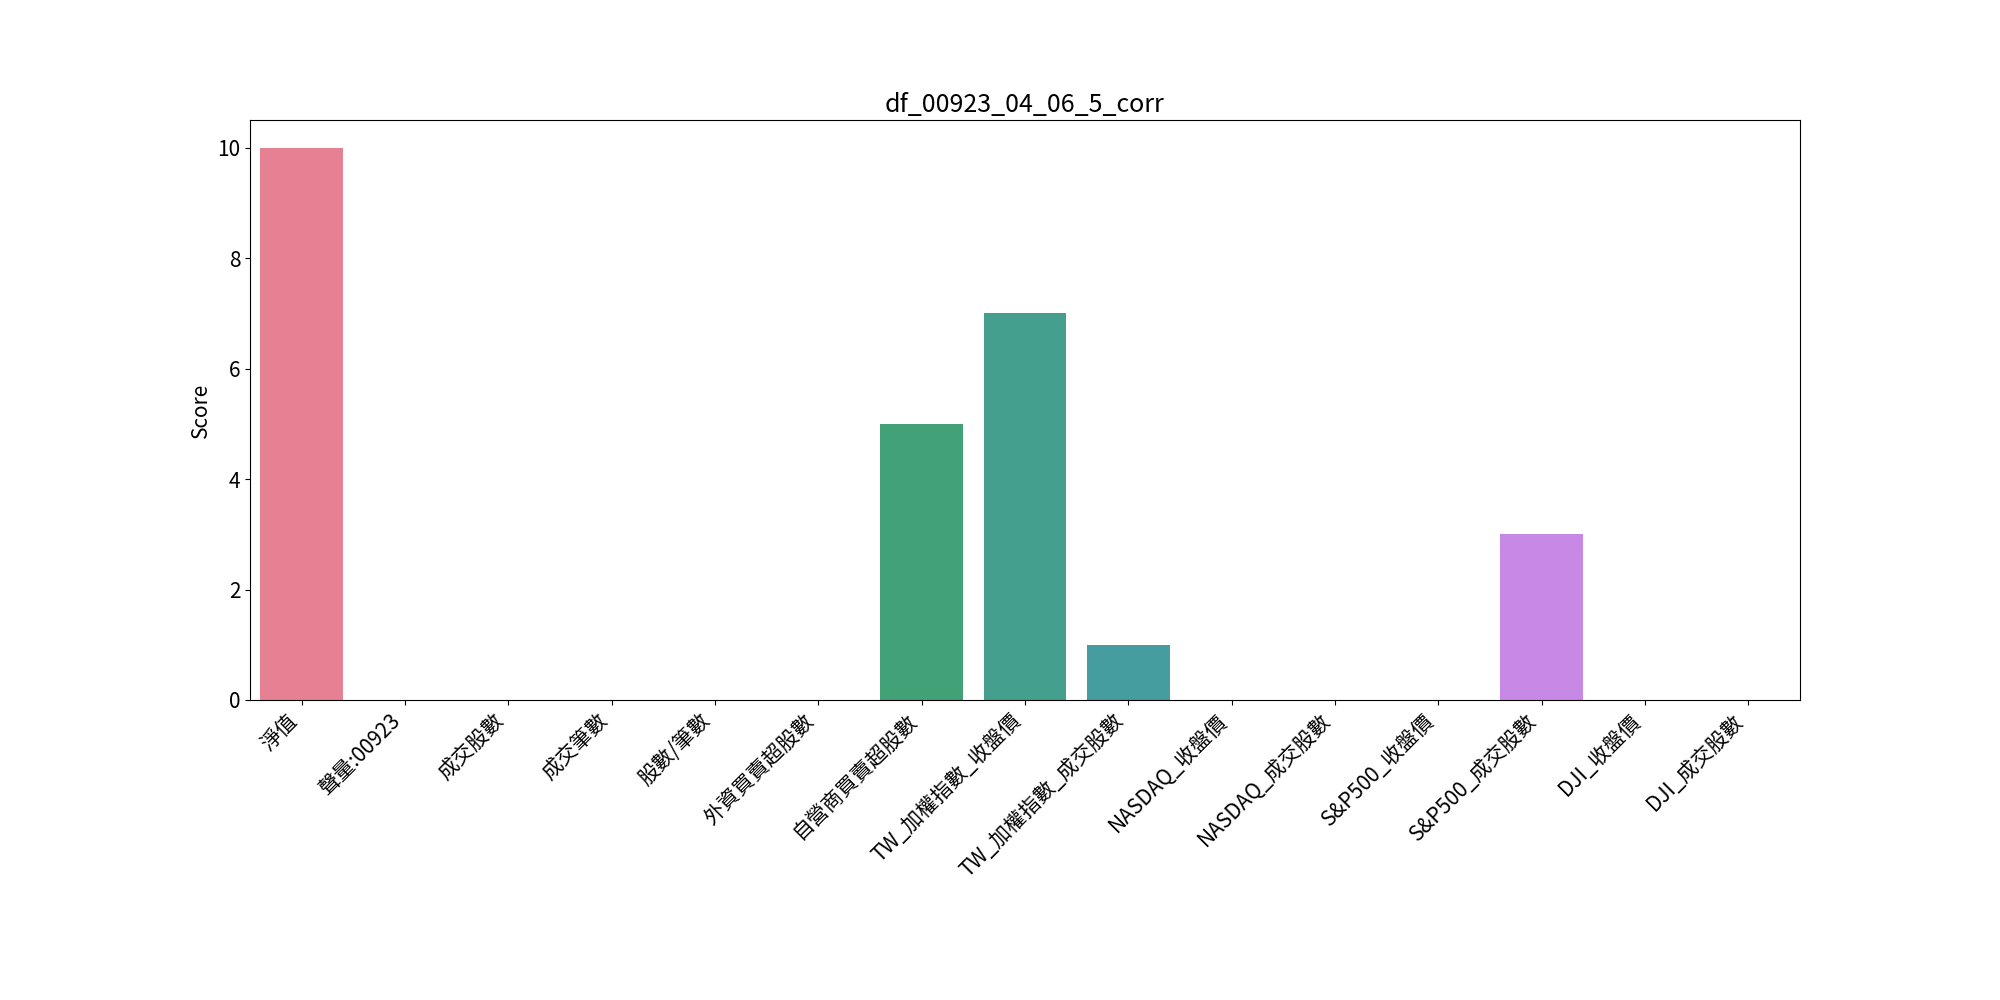 df_00923_04_06_5_corr
10
8
6
4
2
0
Score
淨值
聲量:00923
成交股數
成交筆數
股數/筆數
外資買賣超股數
自營商買賣超股數
TW_加權指數_收盤價
TW_加權指數_成交股數
NASDAQ_收盤價
NASDAQ_成交股數
S&P500_收盤價
S&P500_成交股數
DJI_收盤價
DJI_成交股數